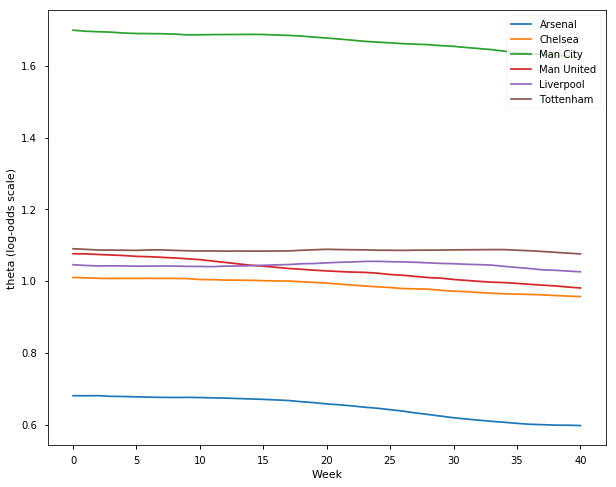 Arsenal
Chelsea
Man City
Man United
Liverpool
Tottenham
theta (log-odds scale)
1.6
1.4
1.2
1.0
0.8
0.6
0 5 10 15 20 25 30 35 40
Week